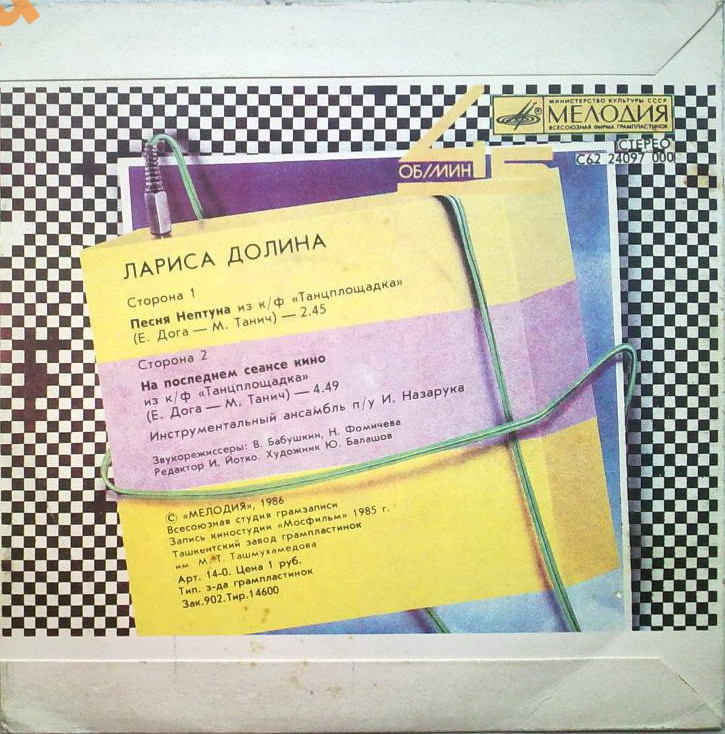 МИНИСТЕРСТВО КУЛЬТУРЫ СССР
МЕЛОДИЯ
ВСЕСОЮЗНАЯ ФИРМА ГРАМПЛАСТИНОК
СТЕРЕО
С62 24097 000
45
ОБ/МИН
ЛАРИСА ДОЛИНА
Сторона 1
Песня Нептуна из к/ф «Танцплощадка»
(Е. Дога — М. Танич) — 2.45
Сторона 2
На последнем сеансе кино
из к/ф «Танцплощадка»
(Е. Дога — М. Танич) — 4.49
Инструментальный ансамбль п/у И. Назарука
Звукорежиссеры: В. Бабушкин, Н. Фомичева
Редактор И. Йотко. Художник Ю. Балашов
© «МЕЛОДИЯ», 1986
Всесоюзная студия грамзаписи
Запись киностудии «Мосфильм» 1985 г.
Ташкентский завод грампластинок
им. М. Т. Ташмухамедова
Арт. 14-0. Цена 1 руб.
Тип. з-да грампластинок
Зак.902.Тир.14600